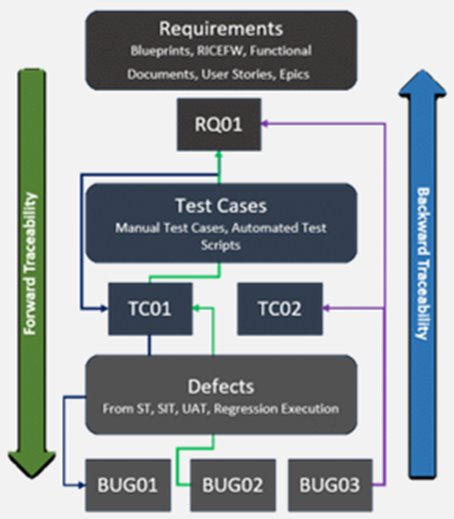 Requirements
Blueprints, RICEFW, Functional
Documents, User Stories, Epics
RQ01
Forward Traceability
Backward Traceability
Test Cases
Manual Test Cases, Automated Test
Scripts
TC01
TC02
Defects
From ST, SIT, UAT, Regression Execution
BUG01
BUG02
BUG03